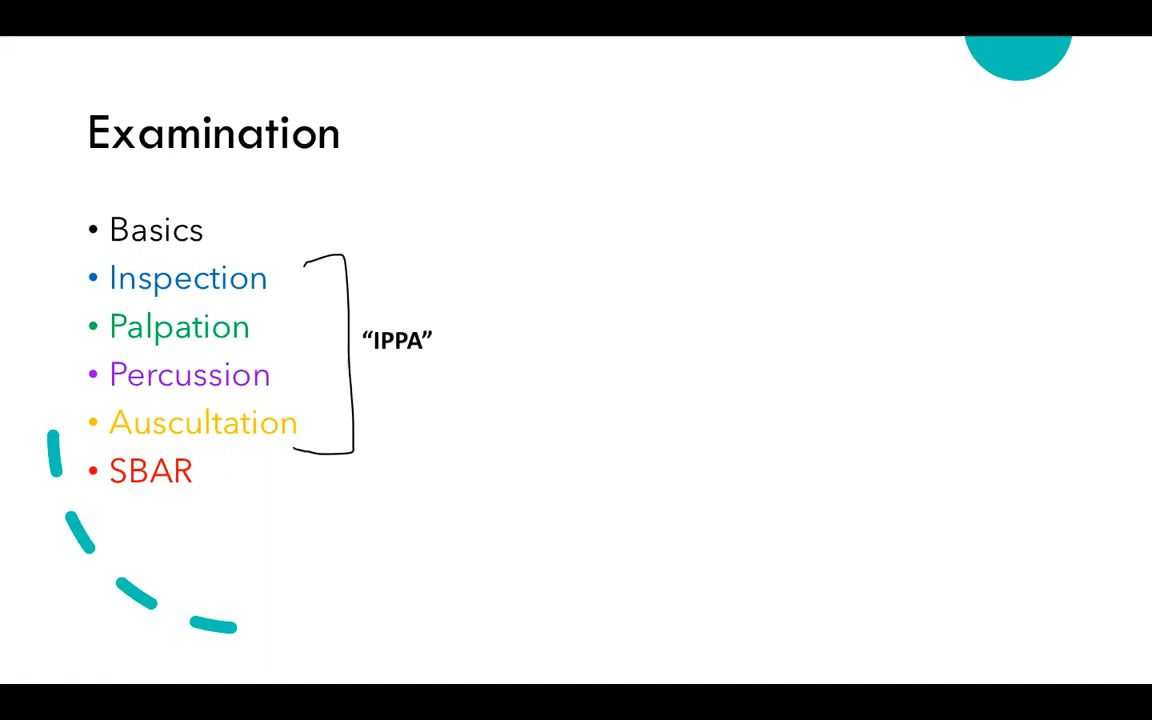 Examination
• Basics
• Inspection
• Palpation
“IPPA”
• Percussion
• Auscultation
• SBAR